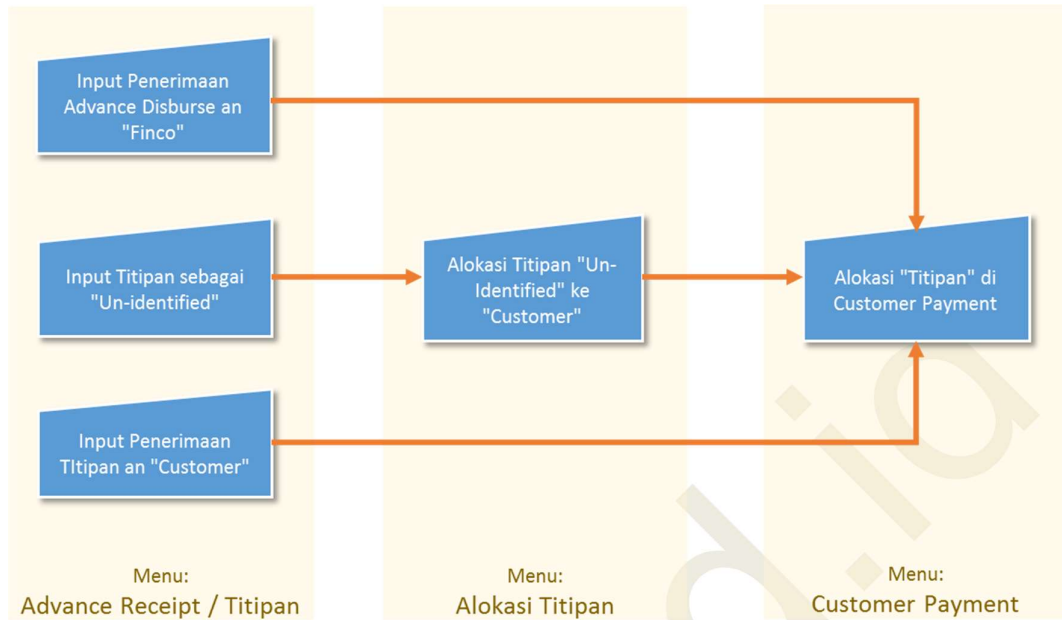 Input Penerimaan
Advance Disburse an
"Finco"
Input Titipan sebagai
"Un-identified"
Alokasi Titipan "Un-
Identified" ke
"Customer"
Alokasi "Titipan" di
Customer Payment
Input Penerimaan
TItipan an "Customer"
Menu:
Advance Receipt / Titipan
Menu:
Alokasi Titipan
Menu:
Customer Payment
d.id